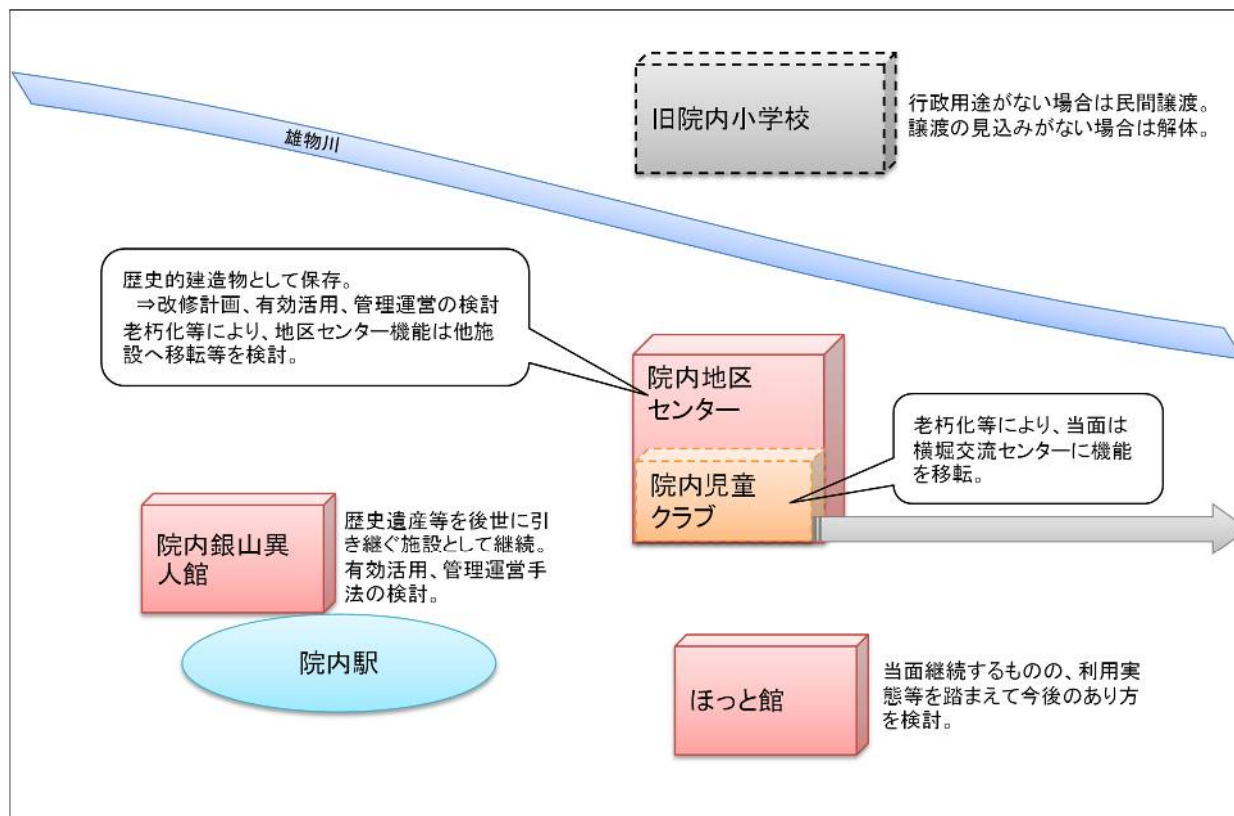 旧院内小学校
行政用途がない場合は民間譲渡。
譲渡の見込みがない場合は解体。
雄物川
歴史的建造物として保存。
⇒改修計画、有効活用、管理運営の検討
老朽化等により、地区センター機能は他施
設へ移転等を検討。
院内地区
センター
老朽化等により、当面は
横堀交流センターに機能
を移転。
院内児童
クラブ
院内銀山異
人館
歴史遺産等を後世に引
き継ぐ施設として継続。
有効活用、管理運営手
法の検討。
院内駅
ほっと館
当面継続するものの、利用実
態等を踏まえて今後のあり方
を検討。